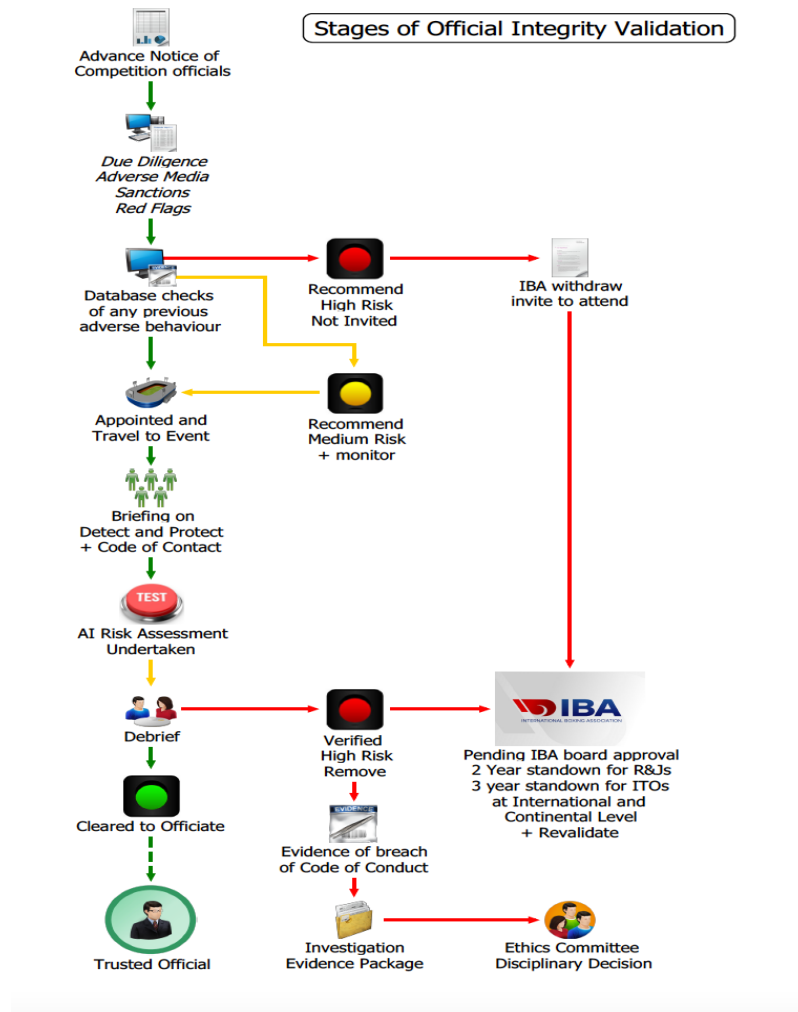 Stages of Official Integrity Validation
Advance Notice of
Competition officials
Due Diligence
Adverse Media
Sanctions
Red Flags
EVIDENCE
Database checks
of any previous
adverse behaviour
Recommend
High Risk
Not Invited
IBA withdraw
invite to attend
Recommend
Medium Risk
+ monitor
Appointed and
Travel to Event
Briefing on
Detect and Protect
+ Code of Contact
TEST
AI Risk Assessment
Undertaken
Debrief
Verified
High Risk
Remove
IBA
INTERNATIONAL BOXING ASSOCIATION
Pending IBA board approval
2 Year standown for R&Js
3 year standown for ITOs
at International and
Continental Level
+ Revalidate
Cleared to Officiate
EVIDENCE
Evidence of breach
of Code of Conduct
Trusted Official
Investigation
Evidence Package
Ethics Committee
Disciplinary Decision